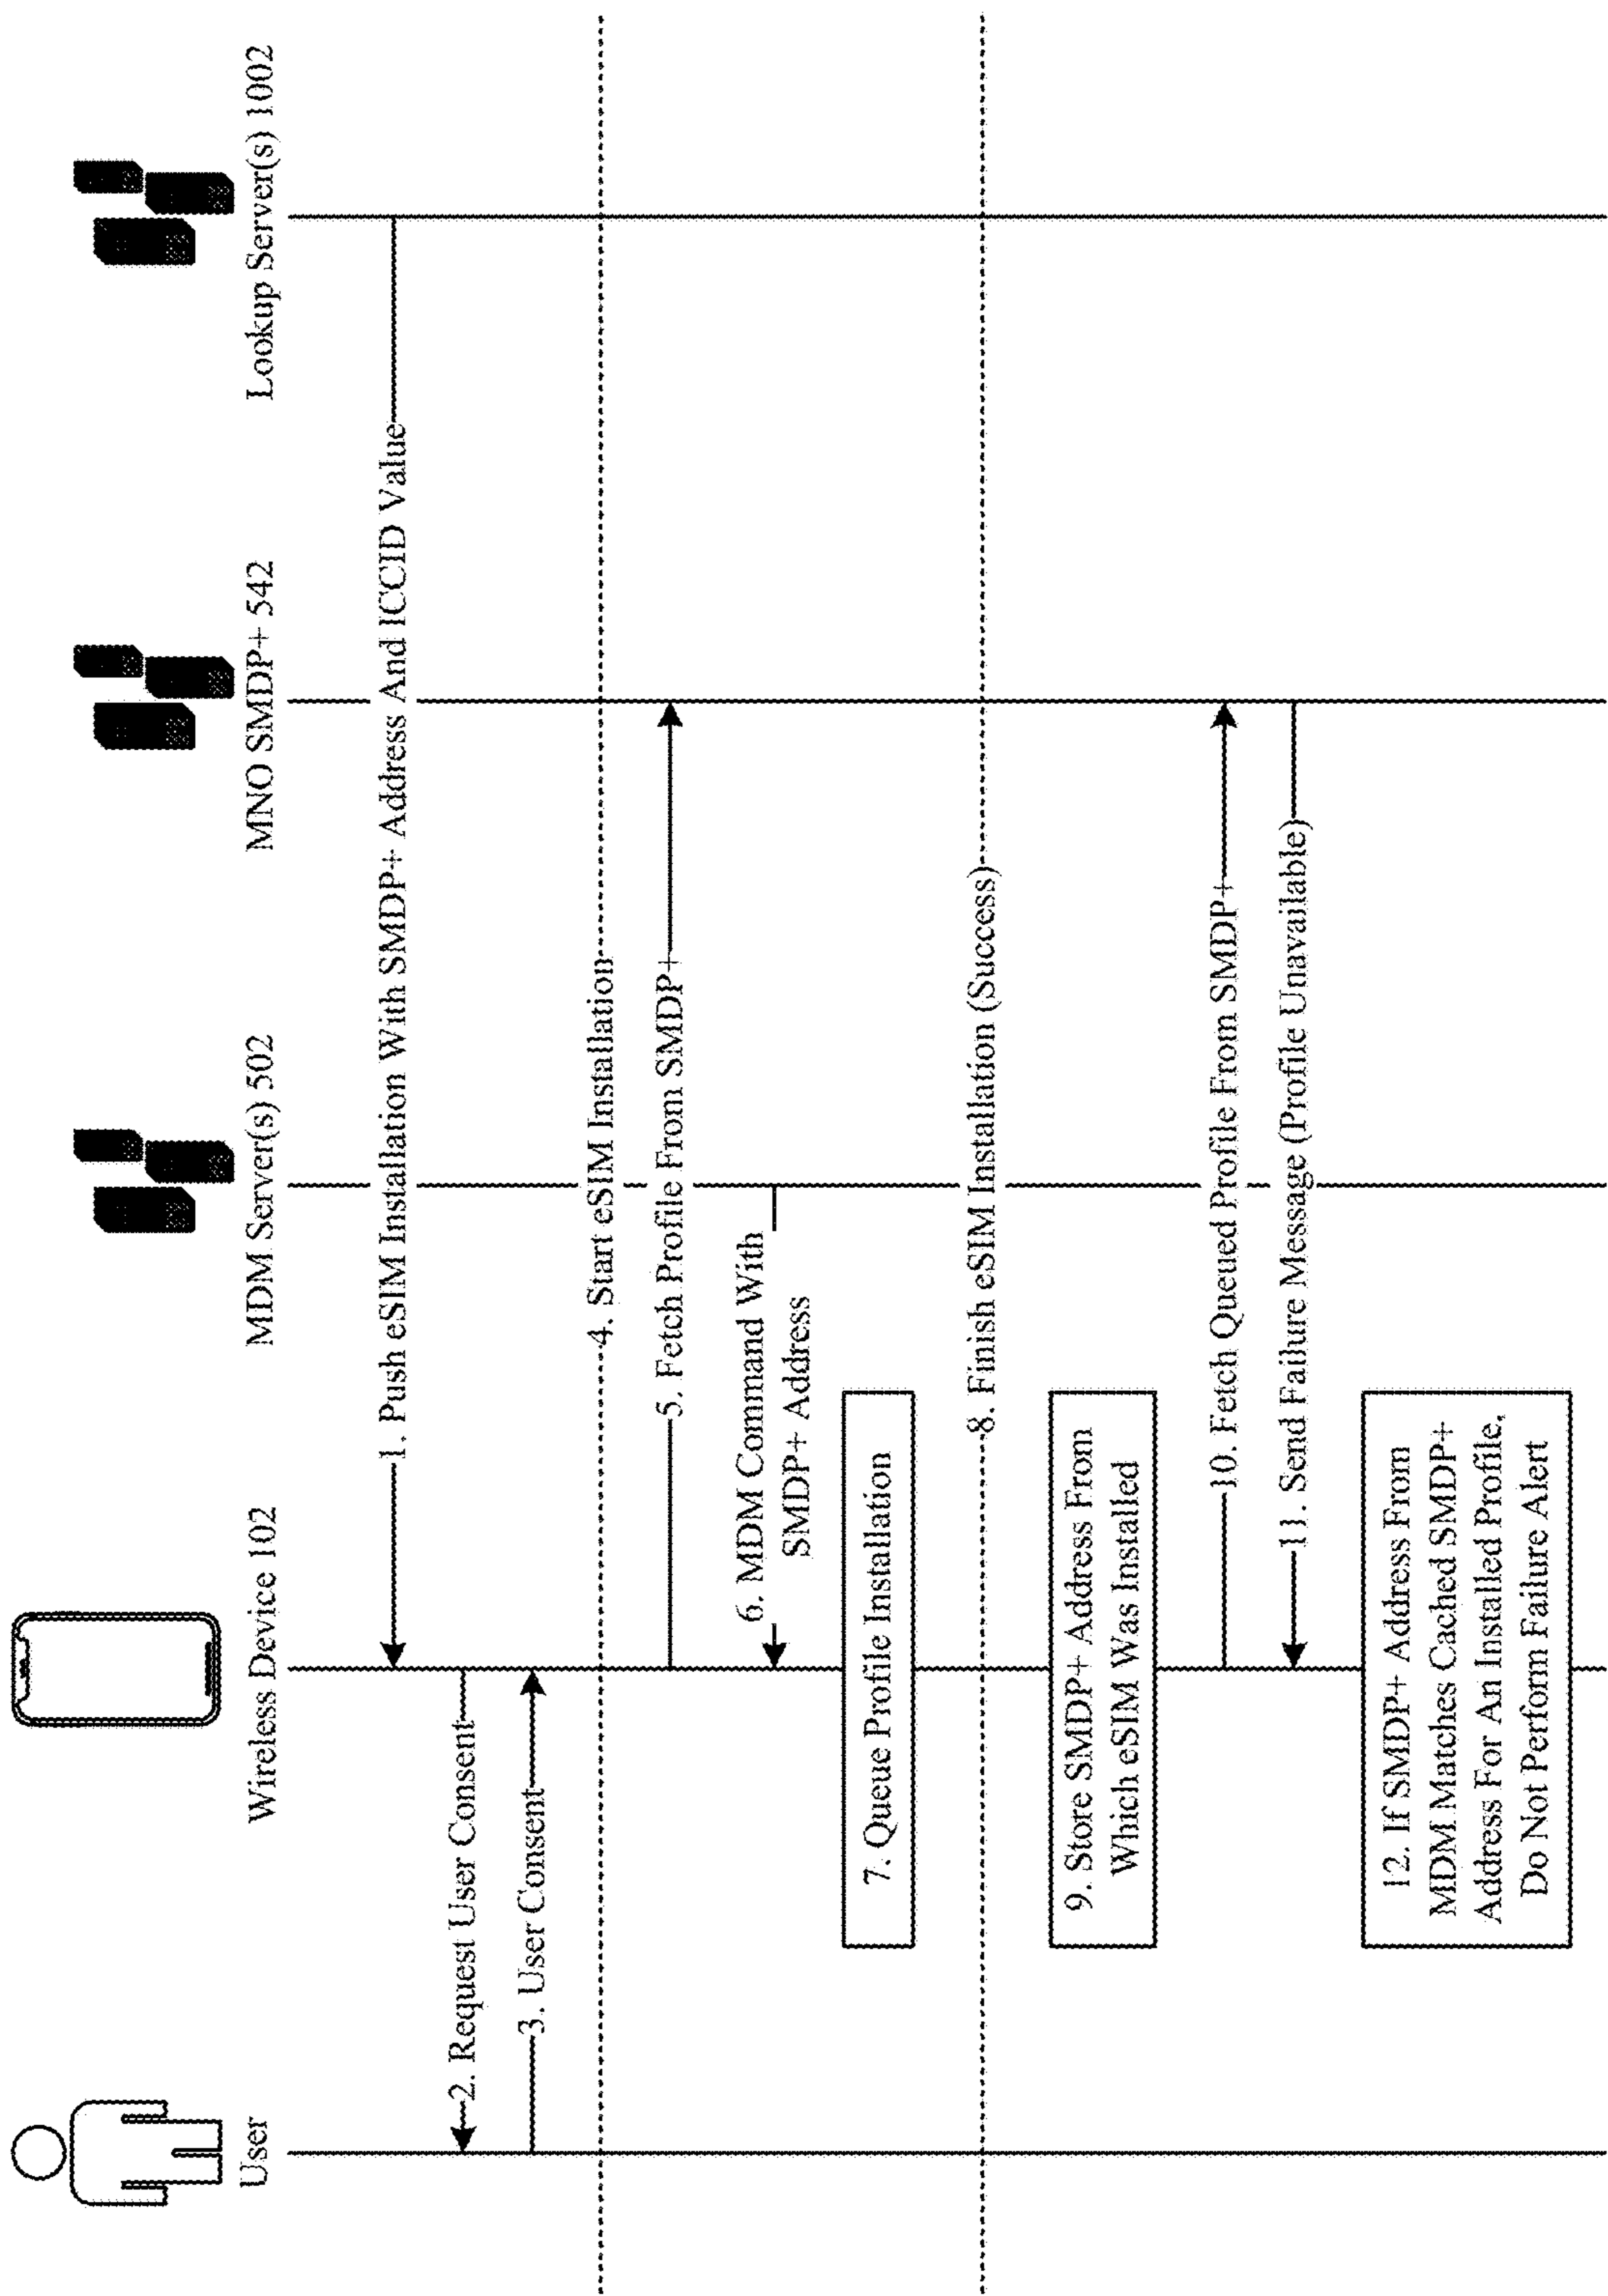 User
Wireless Device 102
MDM Server(s) 502
MNO SMDP+ 542
Lookup Server(s) 1002
1. Push eSIM Installation With SMDP+ Address And ICCID Value
2. Request User Consent
3. User Consent
4. Start eSIM Installation
5. Fetch Profile From SMDP+
6. MDM Command With
SMDP+ Address
7. Queue Profile Installation
8. Finish eSIM Installation (Success)
9. Store SMDP+ Address From
Which eSIM Was Installed
10. Fetch Queued Profile From SMDP+
11. Send Failure Message (Profile Unavailable)
12. If SMDP+ Address From
MDM Matches Cached SMDP+
Address For An Installed Profile,
Do Not Perform Failure Alert